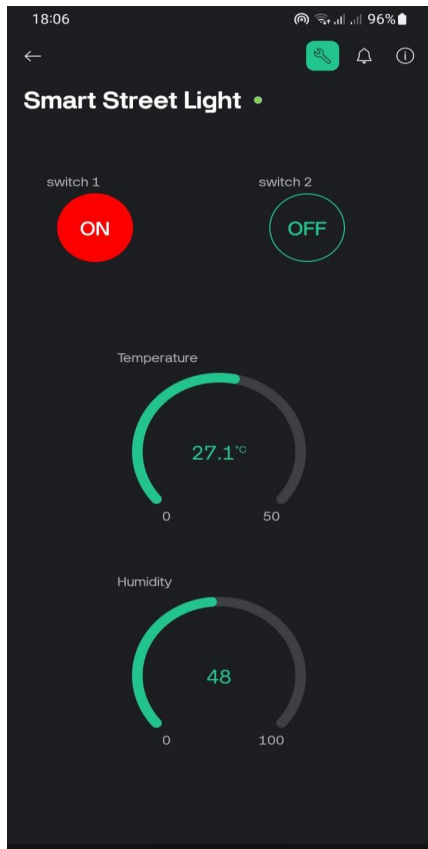 18:06 96%
Smart Street Light
switch 1 switch 2
ON OFF
Temperature
27.1°C
0 50
Humidity
48
0 100